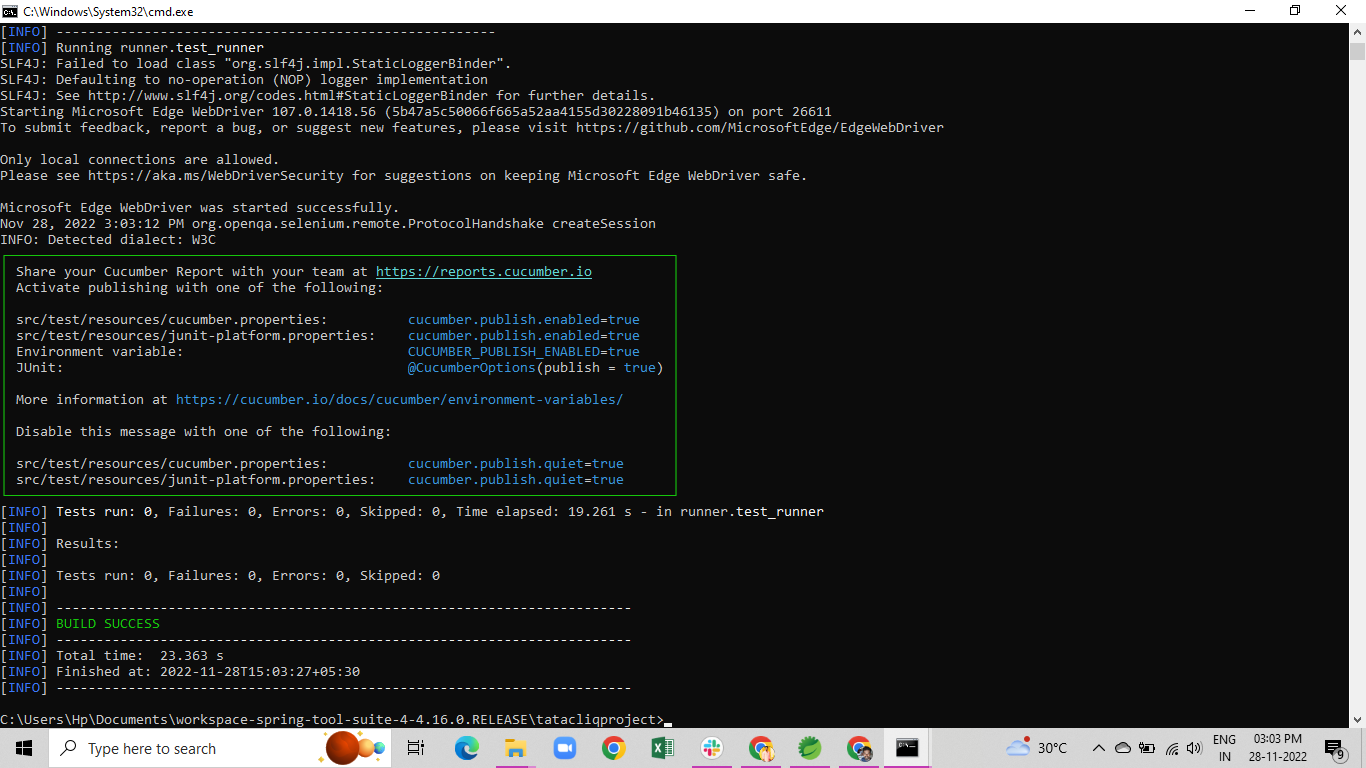 C:\Windows\System32\cmd.exe
[INFO] -------------------------------------------------------
[INFO] Running runner.test_runner
SLF4J: Failed to load class "org.slf4j.impl.StaticLoggerBinder".
SLF4J: Defaulting to no-operation (NOP) logger implementation
SLF4J: See http://www.slf4j.org/codes.html#StaticLoggerBinder for further details.
Starting Microsoft Edge WebDriver 107.0.1418.56 (5b47a5c50066f665a52aa4155d30228091b46135) on port 26611
To submit feedback, report a bug, or suggest new features, please visit https://github.com/MicrosoftEdge/EdgeWebDriver
Only local connections are allowed.
Please see https://aka.ms/WebDriverSecurity for suggestions on keeping Microsoft Edge WebDriver safe.
Microsoft Edge WebDriver was started successfully.
Nov 28, 2022 3:03:12 PM org.openqa.selenium.remote.ProtocolHandshake createSession
INFO: Detected dialect: W3C
Share your Cucumber Report with your team at https://reports.cucumber.io
Activate publishing with one of the following:
src/test/resources/cucumber.properties: cucumber.publish.enabled=true
src/test/resources/junit-platform.properties: cucumber.publish.enabled=true
Environment variable: CUCUMBER_PUBLISH_ENABLED=true
JUnit: @CucumberOptions(publish = true)
More information at https://cucumber.io/docs/cucumber/environment-variables/
Disable this message with one of the following:
src/test/resources/cucumber.properties: cucumber.publish.quiet=true
src/test/resources/junit-platform.properties: cucumber.publish.quiet=true
[INFO] Tests run: 0, Failures: 0, Errors: 0, Skipped: 0, Time elapsed: 19.261 s - in runner.test_runner
[INFO]
[INFO] Results:
[INFO]
[INFO] Tests run: 0, Failures: 0, Errors: 0, Skipped: 0
[INFO]
[INFO] ------------------------------------------------------------------------
[INFO] BUILD SUCCESS
[INFO] ------------------------------------------------------------------------
[INFO] Total time:  23.363 s
[INFO] Finished at: 2022-11-28T15:03:27+05:30
[INFO] ------------------------------------------------------------------------
C:\Users\Hp\Documents\workspace-spring-tool-suite-4-4.16.0.RELEASE\tatacliqproject>
Type here to search
30°C
ENG
IN
03:03 PM
28-11-2022
9